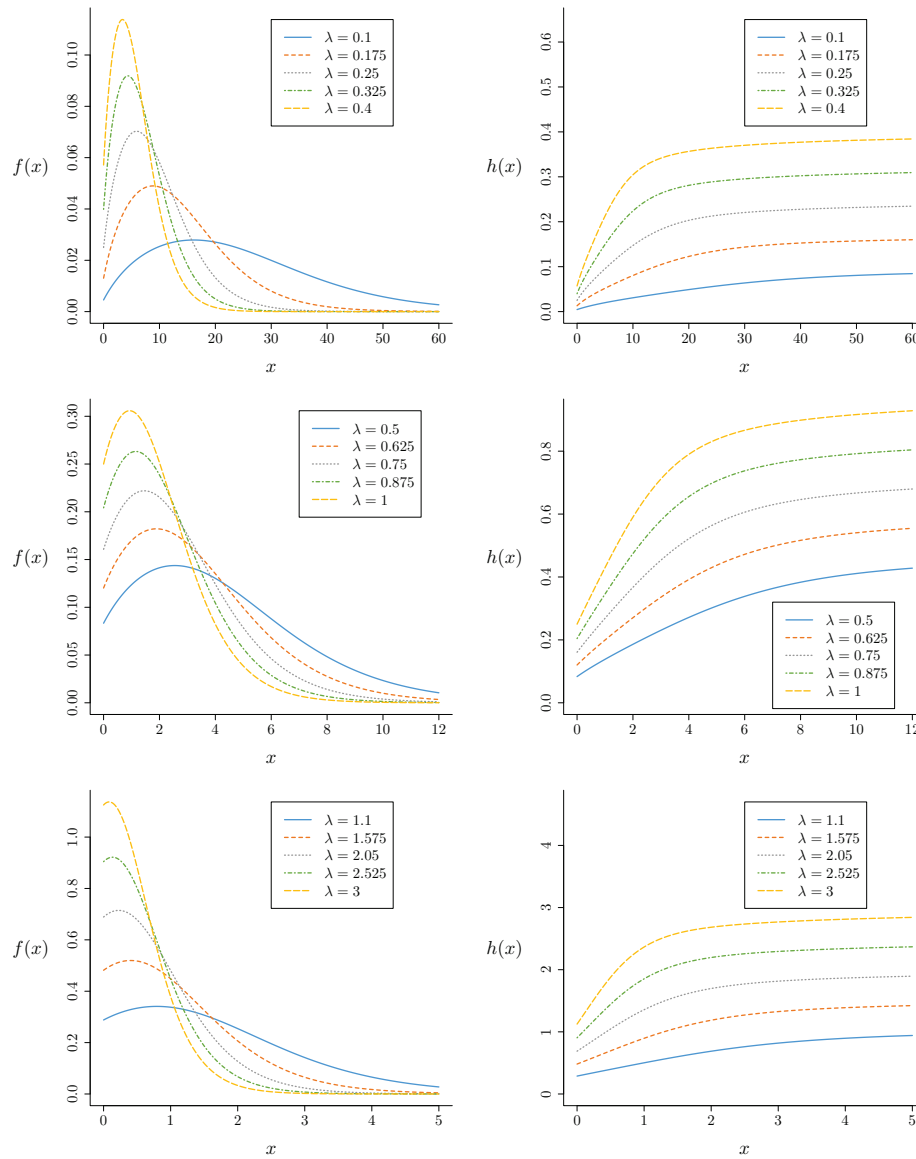 f(x)
0.00
0.02
0.04
0.06
0.08
0.10
λ = 0.1
λ = 0.175
λ = 0.25
λ = 0.325
λ = 0.4
0 10 20 30 40 50 60
x
h(x)
0.0
0.1
0.2
0.3
0.4
0.5
0.6
λ = 0.1
λ = 0.175
λ = 0.25
λ = 0.325
λ = 0.4
0 10 20 30 40 50 60
x
f(x)
0.00
0.05
0.10
0.15
0.20
0.25
0.30
λ = 0.5
λ = 0.625
λ = 0.75
λ = 0.875
λ = 1
0 2 4 6 8 10 12
x
h(x)
0.0
0.2
0.4
0.6
0.8
λ = 0.5
λ = 0.625
λ = 0.75
λ = 0.875
λ = 1
0 2 4 6 8 10 12
x
f(x)
0.0
0.2
0.4
0.6
0.8
1.0
λ = 1.1
λ = 1.575
λ = 2.05
λ = 2.525
λ = 3
0 1 2 3 4 5
x
h(x)
0
1
2
3
4
λ = 1.1
λ = 1.575
λ = 2.05
λ = 2.525
λ = 3
0 1 2 3 4 5
x